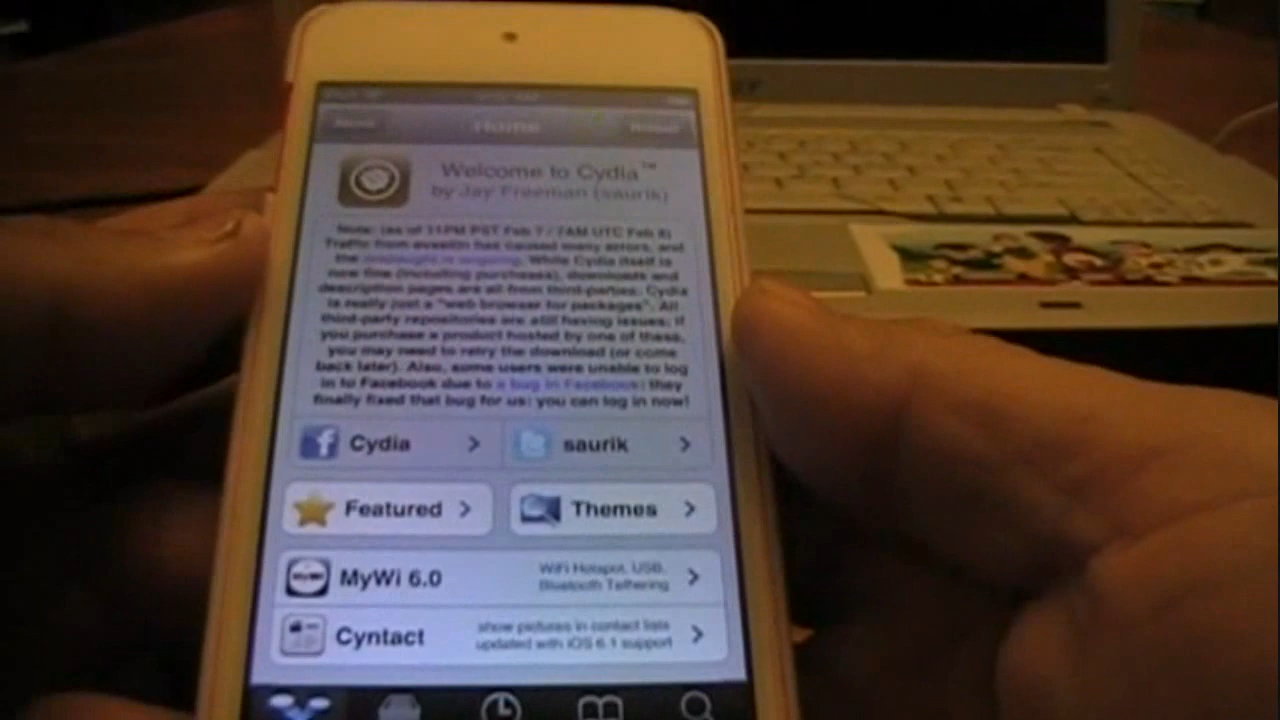 Home
Welcome to Cydia™
by Jay Freeman (saurik)
Note: (as of 11PM PST Feb 7 / 7AM UTC Feb 8)
Traffic from evasi0n has caused many errors, and
the onslaught is ongoing. While Cydia itself is
now fine (including purchases), downloads and
description pages are all from third-parties; Cydia
is really just a "web browser for packages". All
third-party repositories are still having issues; if
you purchase a product hosted by one of these,
you may need to retry the download (or come
back later). Also, some users were unable to log
in to Facebook due to a bug in Facebook: they
finally fixed that bug for us: you can log in now!
Cydia
saurik
Featured
Themes
MyWi 6.0
WiFi Hotspot, USB,
Bluetooth Tethering
Cyntact
show pictures in contact lists
updated with iOS 6.1 support